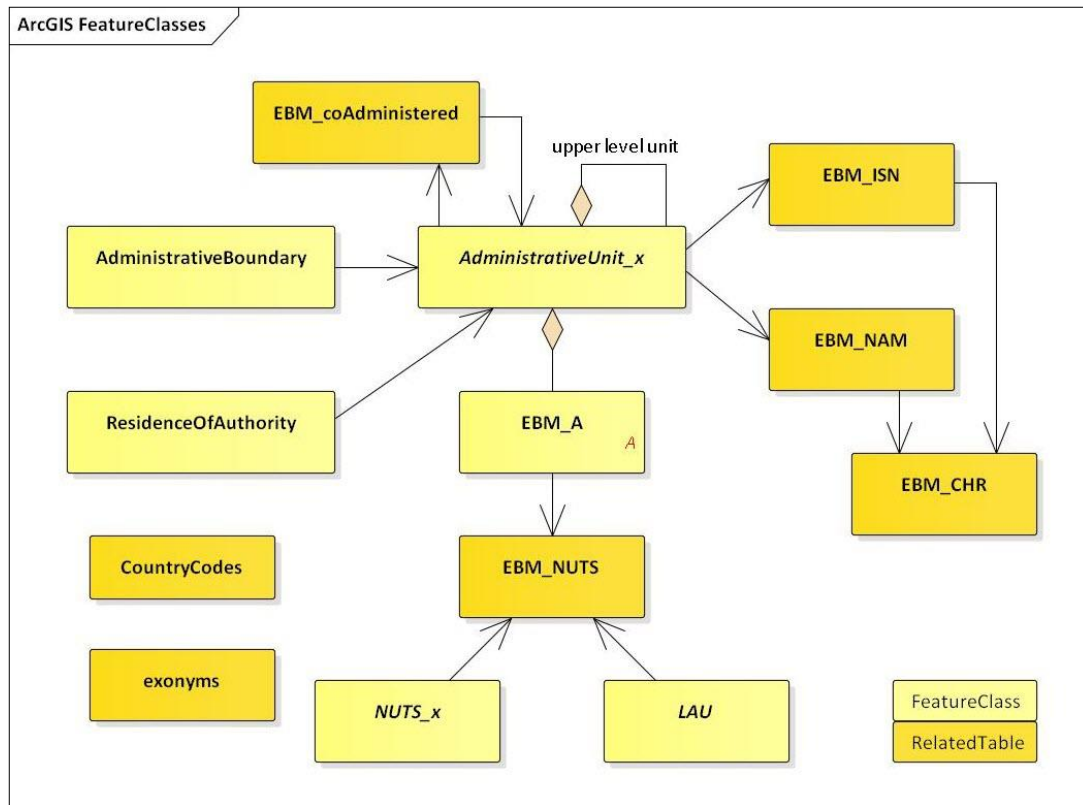 ArcGIS FeatureClasses
EBM_coAdministered
upper level unit
EBM_ISN
AdministrativeBoundary
AdministrativeUnit_x
EBM_NAM
ResidenceOfAuthority
EBM_A
A
EBM_CHR
CountryCodes
EBM_NUTS
exonyms
NUTS_x
LAU
FeatureClass
RelatedTable